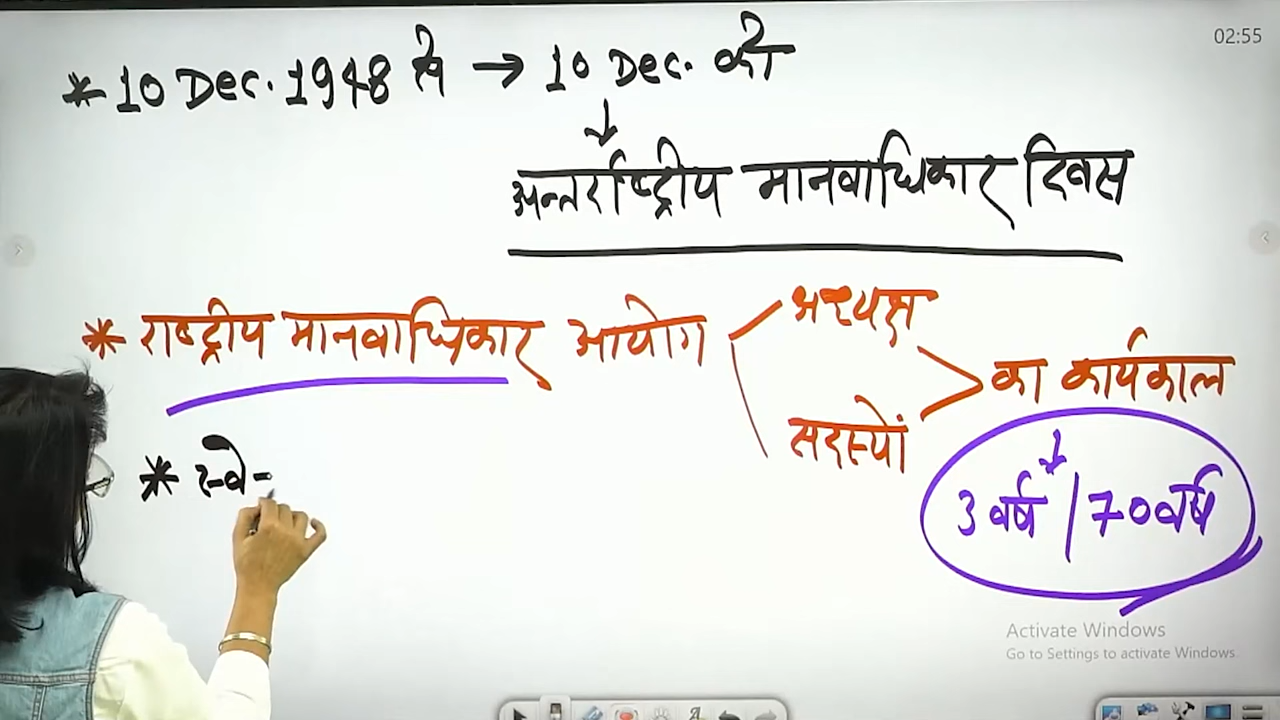 02:55
* 10 Dec. 1948 से → 10 Dec. को
↓
अन्तर्राष्ट्रीय मानवाधिकार दिवस
* राष्ट्रीय मानवाधिकार आयोग
अध्यक्ष
सदस्यों
का कार्यकाल
↓
3 वर्ष / 70 वर्ष
* स्वे-
Activate Windows
Go to Settings to activate Windows.